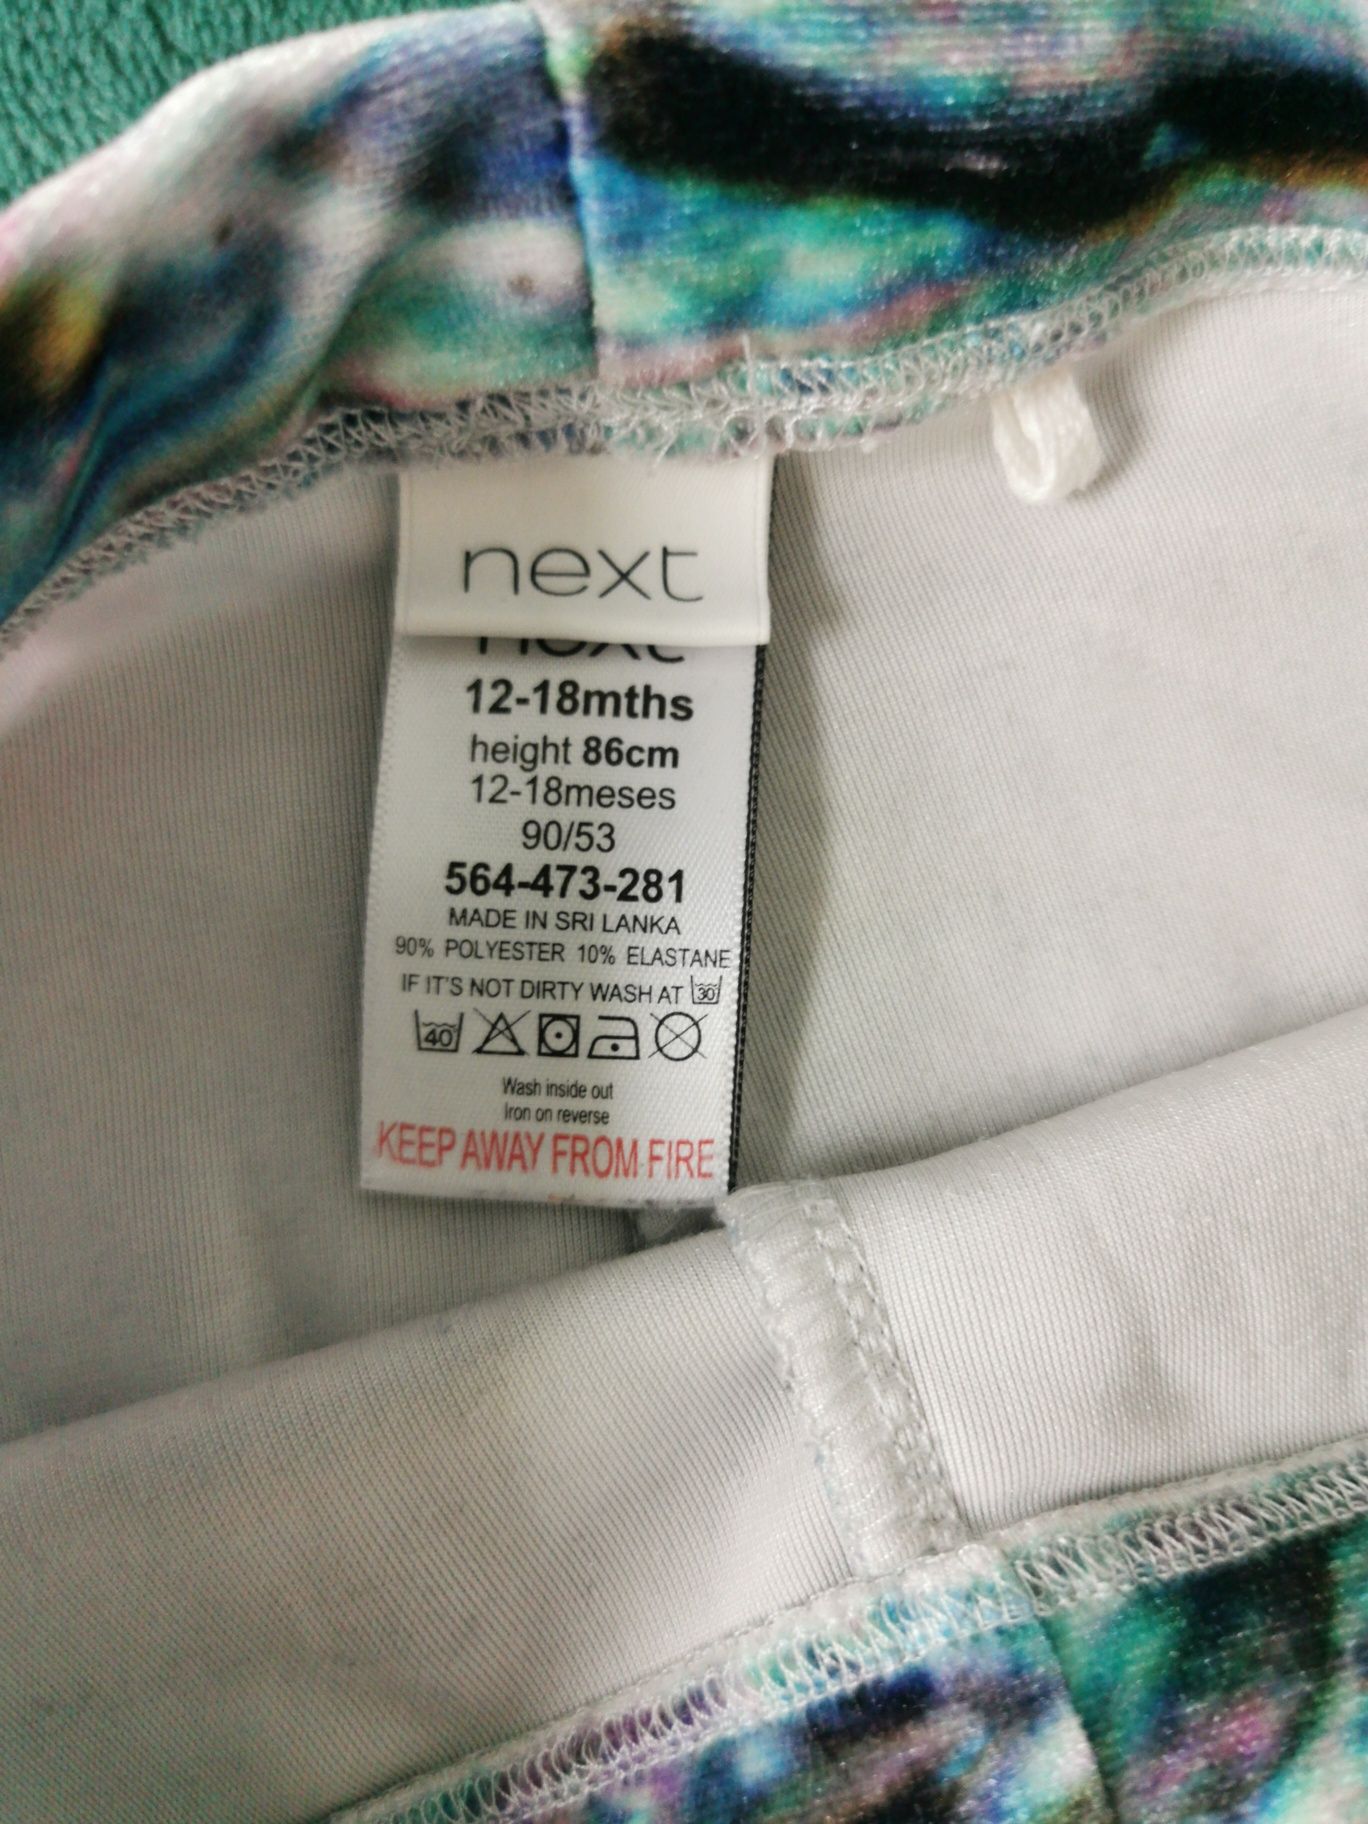 next
next
12-18mths
height 86cm
12-18meses
90/53
564-473-281
MADE IN SRI LANKA
90% POLYESTER 10% ELASTANE
IF IT'S NOT DIRTY WASH AT 30
40
Wash inside out
Iron on reverse
KEEP AWAY FROM FIRE